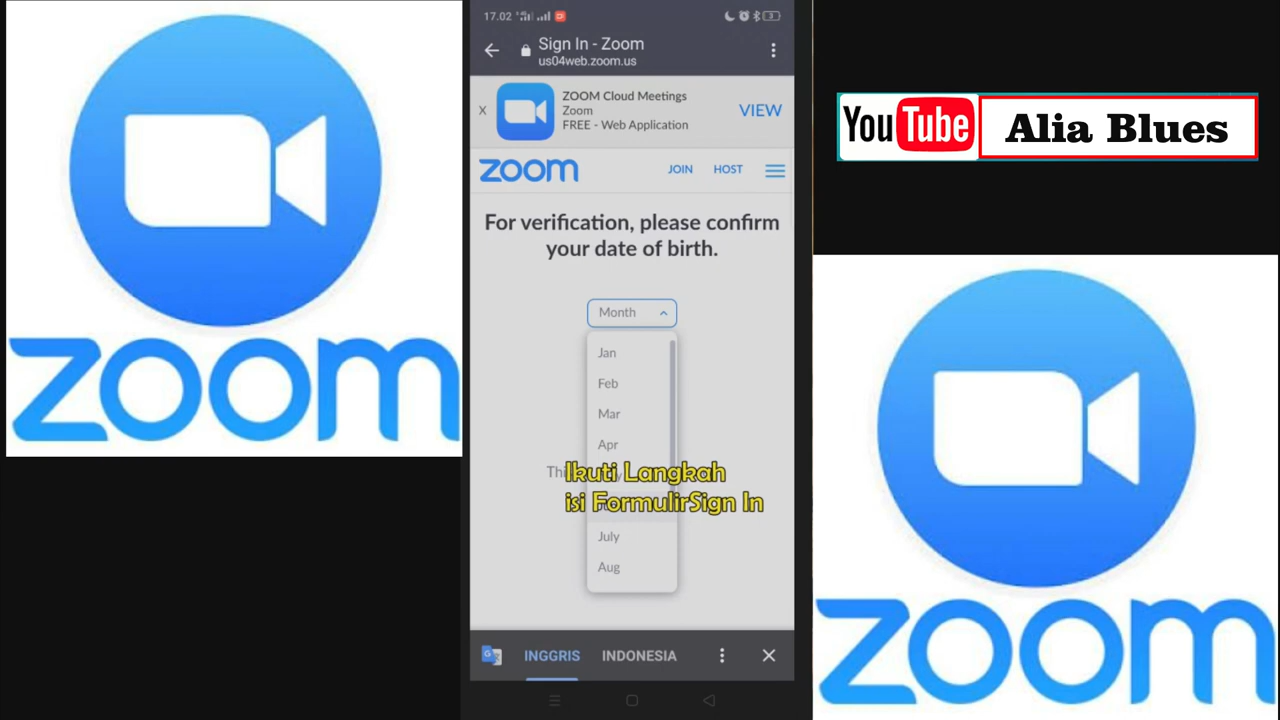 zoom
17.02
Sign In - Zoom
us04web.zoom.us
X
ZOOM Cloud Meetings
Zoom
FREE - Web Application
VIEW
zoom
JOIN
HOST
For verification, please confirm
your date of birth.
Month
Jan
Feb
Mar
Apr
Thi
Ikuti Langkah
isi FormulirSign In
July
Aug
INGGRIS
INDONESIA
YouTube
Alia Blues
zoom